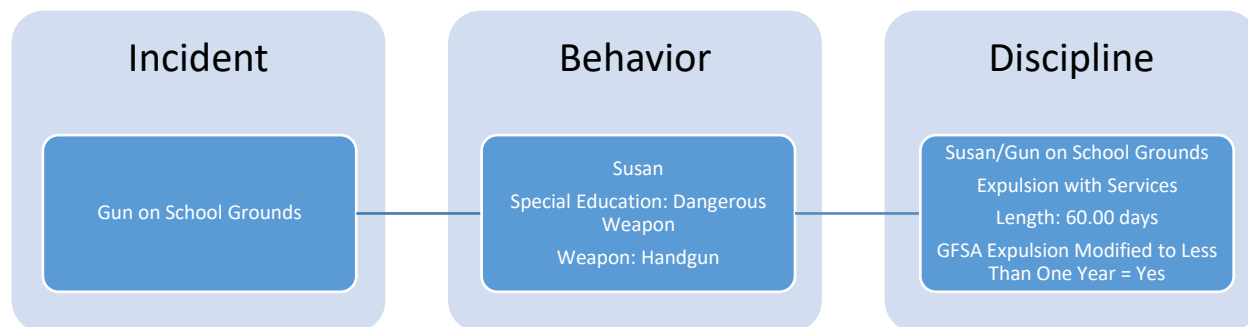 Incident
Gun on School Grounds
Behavior
Susan
Special Education: Dangerous
Weapon
Weapon: Handgun
Discipline
Susan/Gun on School Grounds
Expulsion with Services
Length: 60.00 days
GFSA Expulsion Modified to Less
Than One Year = Yes